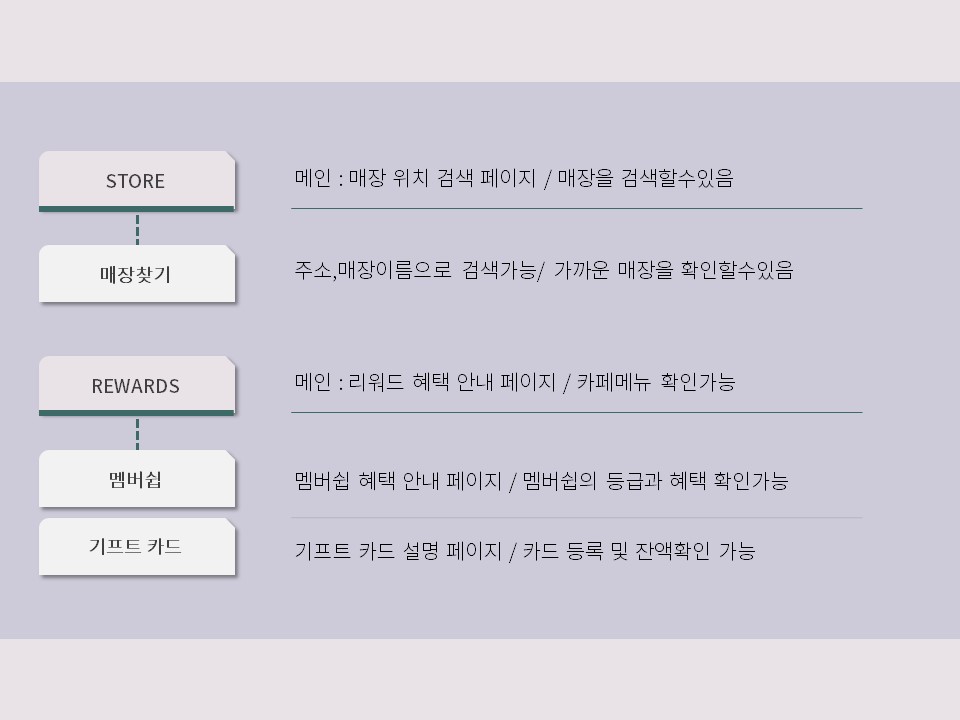 STORE
메인 : 매장 위치 검색 페이지 / 매장을 검색할수있음
매장찾기
주소,매장이름으로 검색가능/ 가까운 매장을 확인할수있음
REWARDS
메인 : 리워드 혜택 안내 페이지 / 카페메뉴 확인가능
멤버쉽
멤버쉽 혜택 안내 페이지 / 멤버쉽의 등급과 혜택 확인가능
기프트 카드
기프트 카드 설명 페이지 / 카드 등록 및 잔액확인 가능